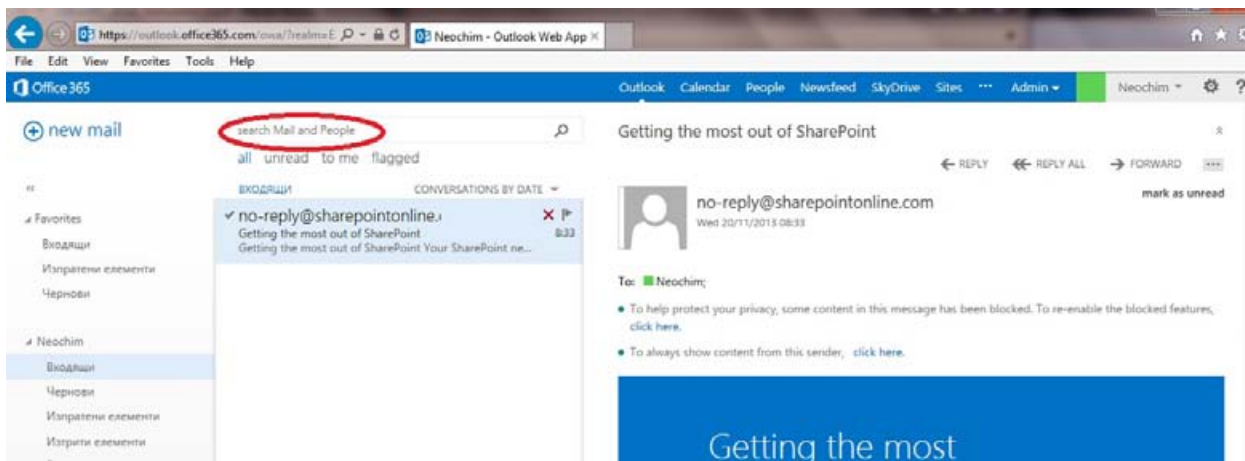 https://outlook.office365.com/owa/?realm=E
Neochim - Outlook Web App
File Edit View Favorites Tools Help
Office 365
Outlook Calendar People Newsfeed SkyDrive Sites ··· Admin Neochim ?
new mail
search Mail and People
all unread to me flagged
ВХОДЯЩИ CONVERSATIONS BY DATE
no-reply@sharepointonline.
Getting the most out of SharePoint 8:33
Getting the most out of SharePoint Your SharePoint ne...
Favorites
Входящи
Изпратени елементи
Чернови
Neochim
Входящи
Чернови
Изпратени елементи
Изтрити елементи
Getting the most out of SharePoint
REPLY REPLY ALL FORWARD ···
mark as unread
no-reply@sharepointonline.com
Wed 20/11/2013 08:33
To: Neochim;
To help protect your privacy, some content in this message has been blocked. To re-enable the blocked features,
click here.
To always show content from this sender, click here.
Getting the most